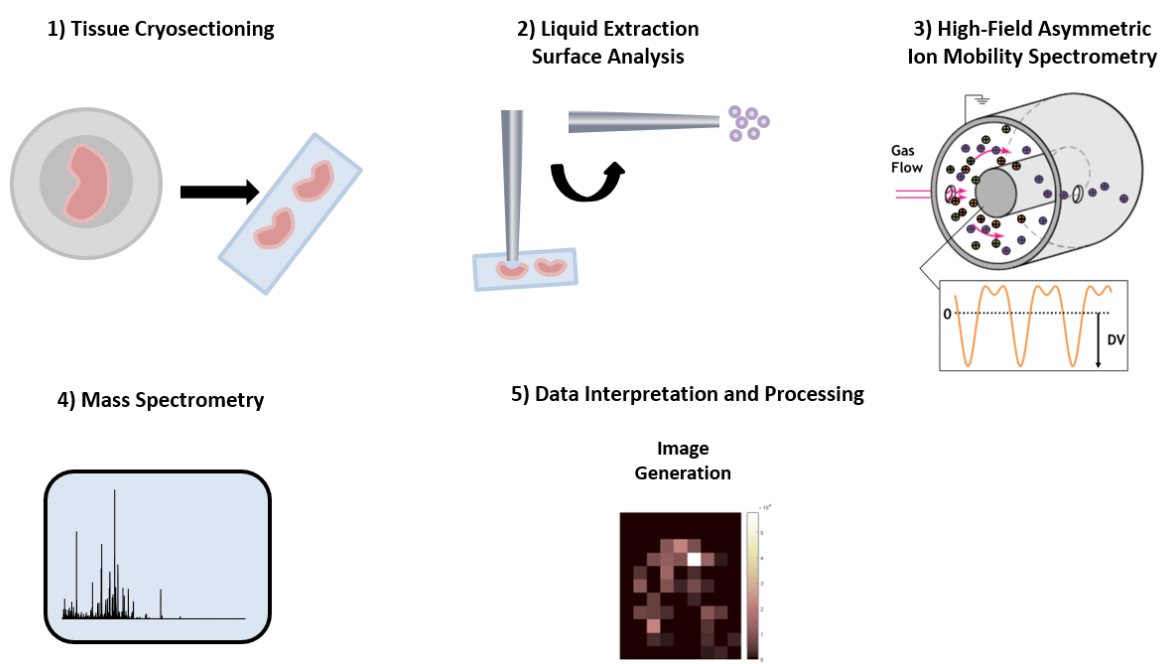 1) Tissue Cryosectioning
2) Liquid Extraction
Surface Analysis
3) High-Field Asymmetric
Ion Mobility Spectrometry
Gas
Flow
0
DV
4) Mass Spectrometry
5) Data Interpretation and Processing
Image
Generation
5
4
3
2
1
0